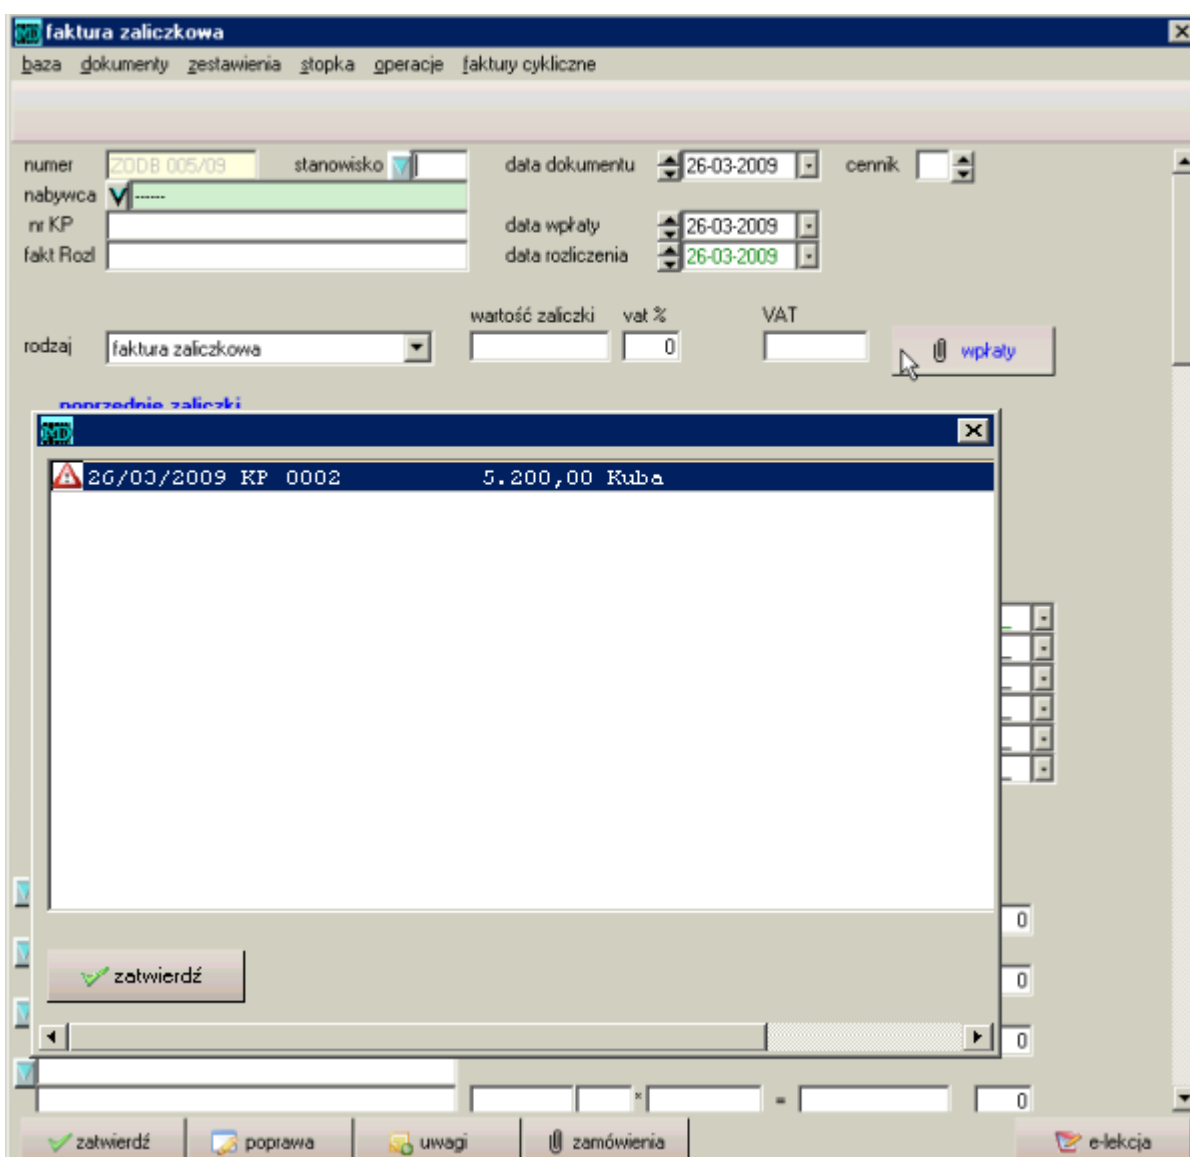 faktura zaliczkowa
baza dokumenty zestawienia stopka operacje faktury cykliczne
numer ZODB 005/09 stanowisko data dokumentu 26-03-2009 cennik
nabywca ------
nr KP data wpłaty 26-03-2009
fakt Rozl data rozliczenia 26-03-2009
wartość zaliczki vat % VAT
rodzaj faktura zaliczkowa 0 wpłaty
poprzednie zaliczki
MD
26/03/2009 KP 0002 5.200,00 Kuba
0
zatwierdź 0
0
* = 0
zatwierdź poprawa uwagi zamówienia e-lekcja